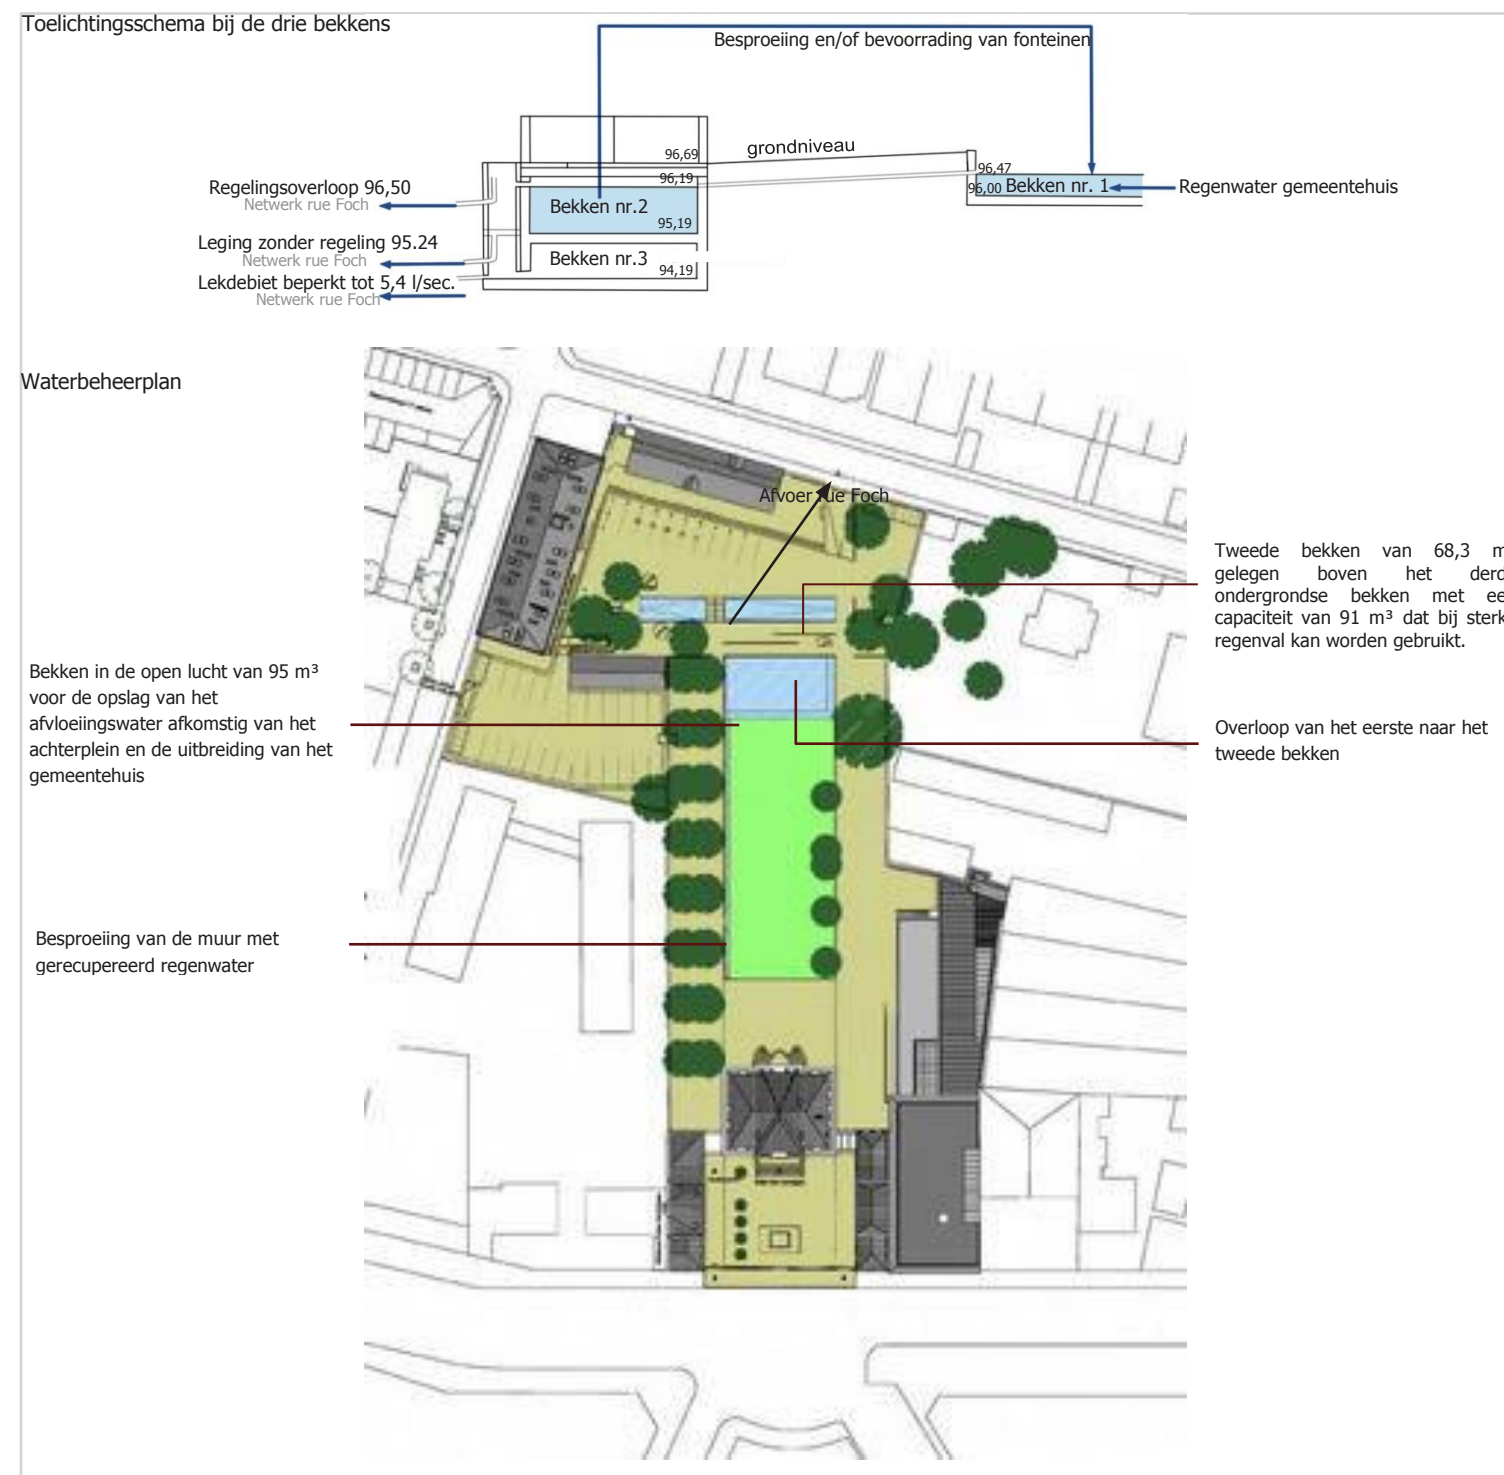 Toelichtingsschema bij de drie bekkens
Besproeiing en/of bevoorrading van fonteinen
96,69
grondniveau
96,19
96,47
96,00 Bekken nr. 1
Regenwater gemeentehuis
Regelingsoverloop 96,50
Netwerk rue Foch
Bekken nr.2
95,19
Leging zonder regeling 95.24
Netwerk rue Foch
Bekken nr.3
94,19
Lekdebiet beperkt tot 5,4 l/sec.
Netwerk rue Foch
Waterbeheerplan
Afvoer rue Foch
Tweede bekken van 68,3 m
gelegen boven het derd
ondergrondse bekken met ee
capaciteit van 91 m³ dat bij sterk
regenval kan worden gebruikt.
Bekken in de open lucht van 95 m³
voor de opslag van het
afvloeiingswater afkomstig van het
achterplein en de uitbreiding van het
gemeentehuis
Overloop van het eerste naar het
tweede bekken
Besproeiing van de muur met
gerecupereerd regenwater